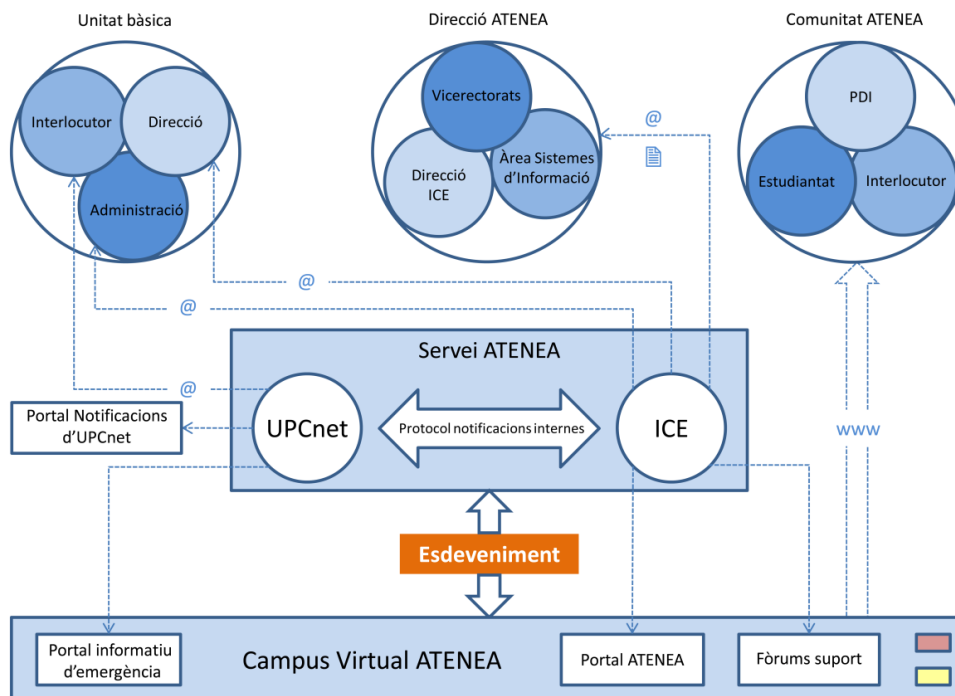 Unitat bàsica
Direcció ATENEA
Comunitat ATENEA
Interlocutor
Direcció
Administració
Vicerectorats
Àrea Sistemes
d'Informació
Direcció
ICE
@
PDI
Estudiantat
Interlocutor
@
@
@
Servei ATENEA
Portal Notificacions
d'UPCnet
UPCnet
Protocol notificacions internes
ICE
www
Esdeveniment
Portal informatiu
d'emergència
Campus Virtual ATENEA
Portal ATENEA
Fòrums suport